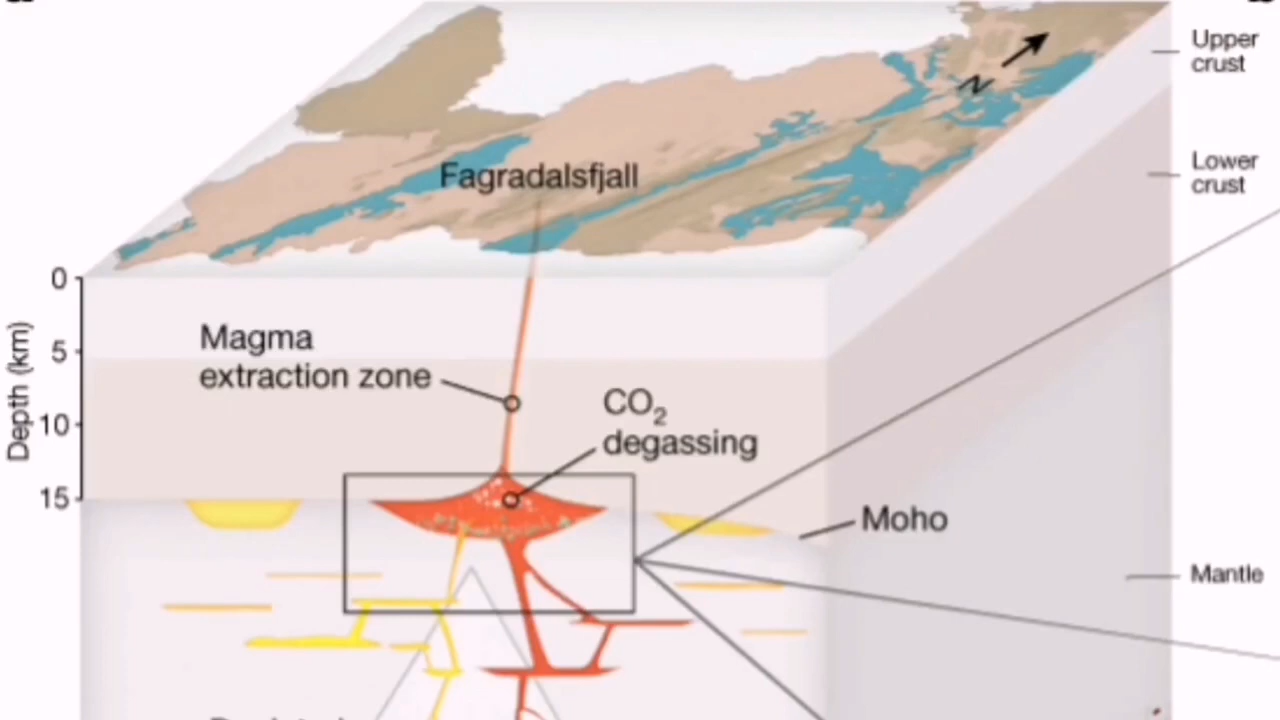 Upper
crust
N
Lower
crust
Fagradalsfjall
Depth (km)
0
5
10
15
Magma
extraction zone
CO₂
degassing
Moho
Mantle